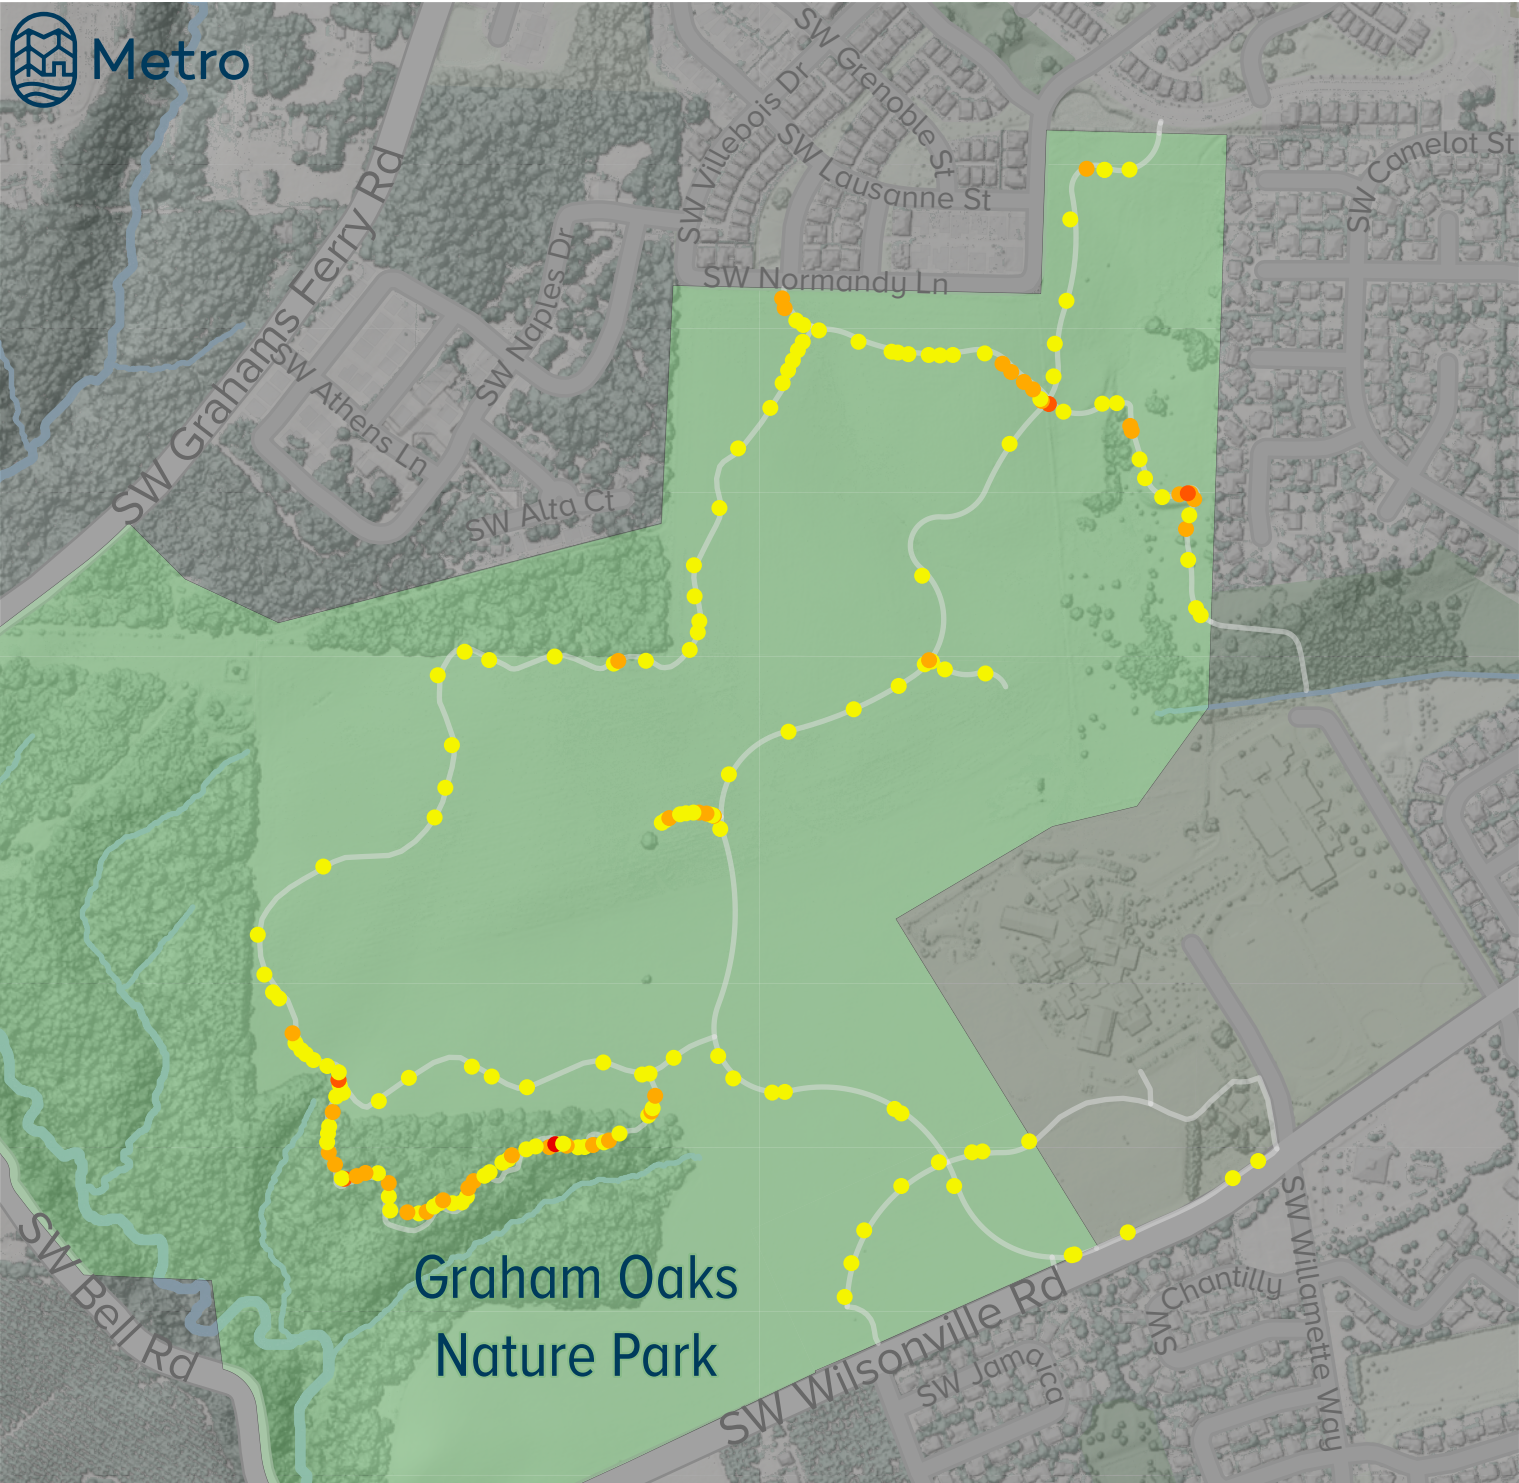 Metro
SW Grenoble St
SW Villebois Dr
SW Lausanne St
SW Camelot St
SW Normandy Ln
SW Grahams Ferry Rd
SW Naples Dr
SW Athens Ln
SW Alta Ct
Graham Oaks
Nature Park
SW Bell Rd
SW Wilsonville Rd
SW Willamette Way
SW Chantilly
SW Jamaica